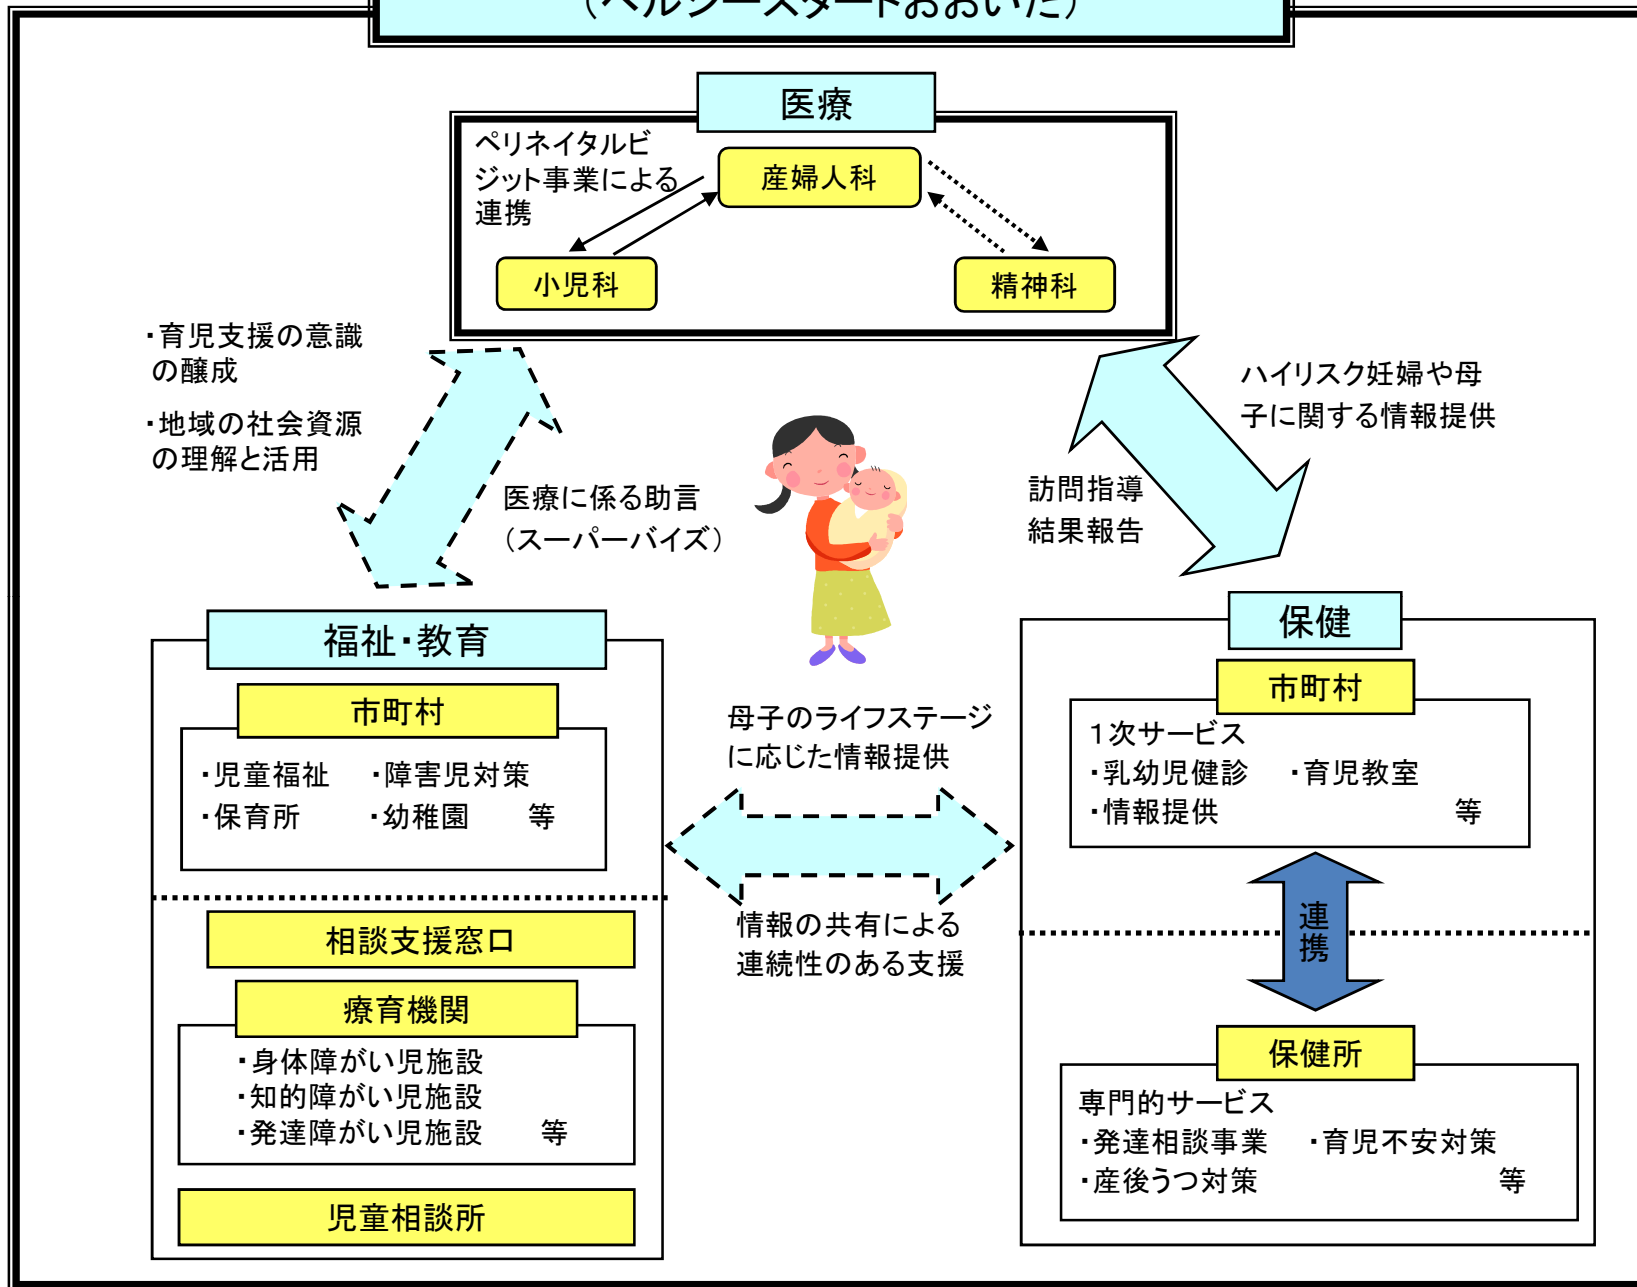 （ヘルシースタートおおいた）
医療
ペリネイタルビ
ジット事業による
連携
産婦人科
小児科
精神科
・育児支援の意識
の醸成
・地域の社会資源
の理解と活用
医療に係る助言
（スーパーバイズ）
ハイリスク妊婦や母
子に関する情報提供
訪問指導
結果報告
福祉・教育
市町村
・児童福祉　・障害児対策
・保育所　・幼稚園　等
相談支援窓口
療育機関
・身体障がい児施設
・知的障がい児施設
・発達障がい児施設　等
児童相談所
母子のライフステージ
に応じた情報提供
情報の共有による
連続性のある支援
保健
市町村
１次サービス
・乳幼児健診　・育児教室
・情報提供　等
連携
保健所
専門的サービス
・発達相談事業　・育児不安対策
・産後うつ対策　等